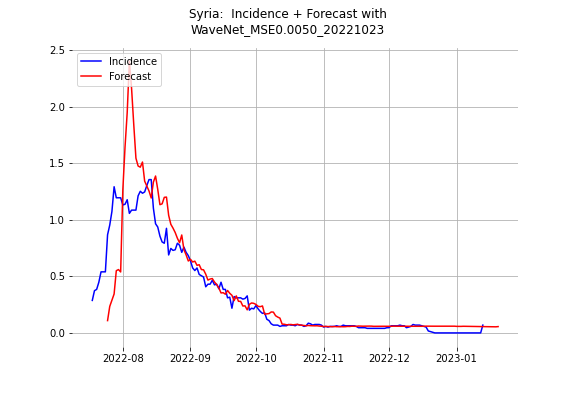 Syria:  Incidence + Forecast with
WaveNet_MSE0.0050_20221023
Incidence
Forecast
2.5
2.0
1.5
1.0
0.5
0.0
2022-08 2022-09 2022-10 2022-11 2022-12 2023-01